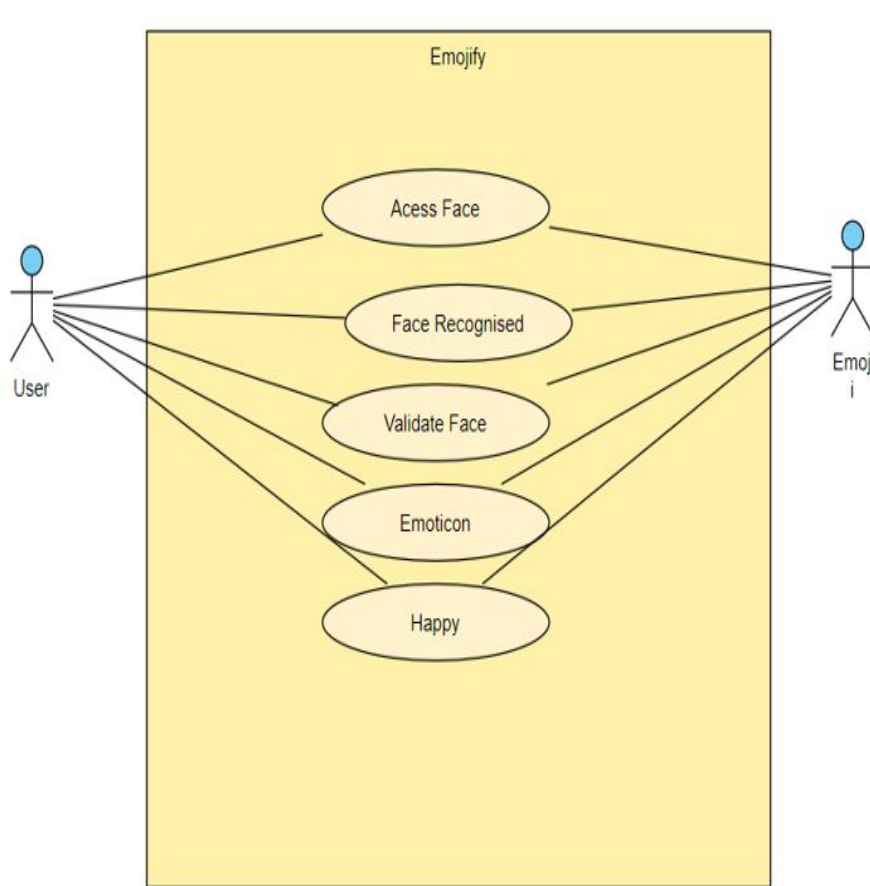 Emojify
Acess Face
Face Recognised
Validate Face
Emoticon
Happy
User
Emoj
i